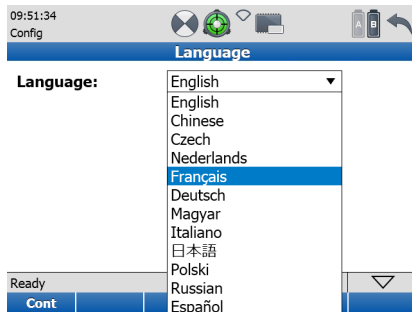 09:51:34
Config
A B
Language
Language: English
English
Chinese
Czech
Nederlands
Français
Deutsch
Magyar
Italiano
日本語
Polski
Russian
Español
Ready
Cont